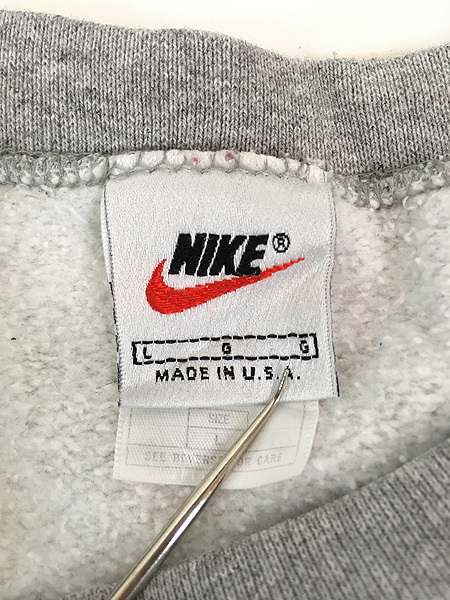 NIKE®
L G G
MADE IN U.S.A.
SIZE
L
SEE REVERSE FOR CARE